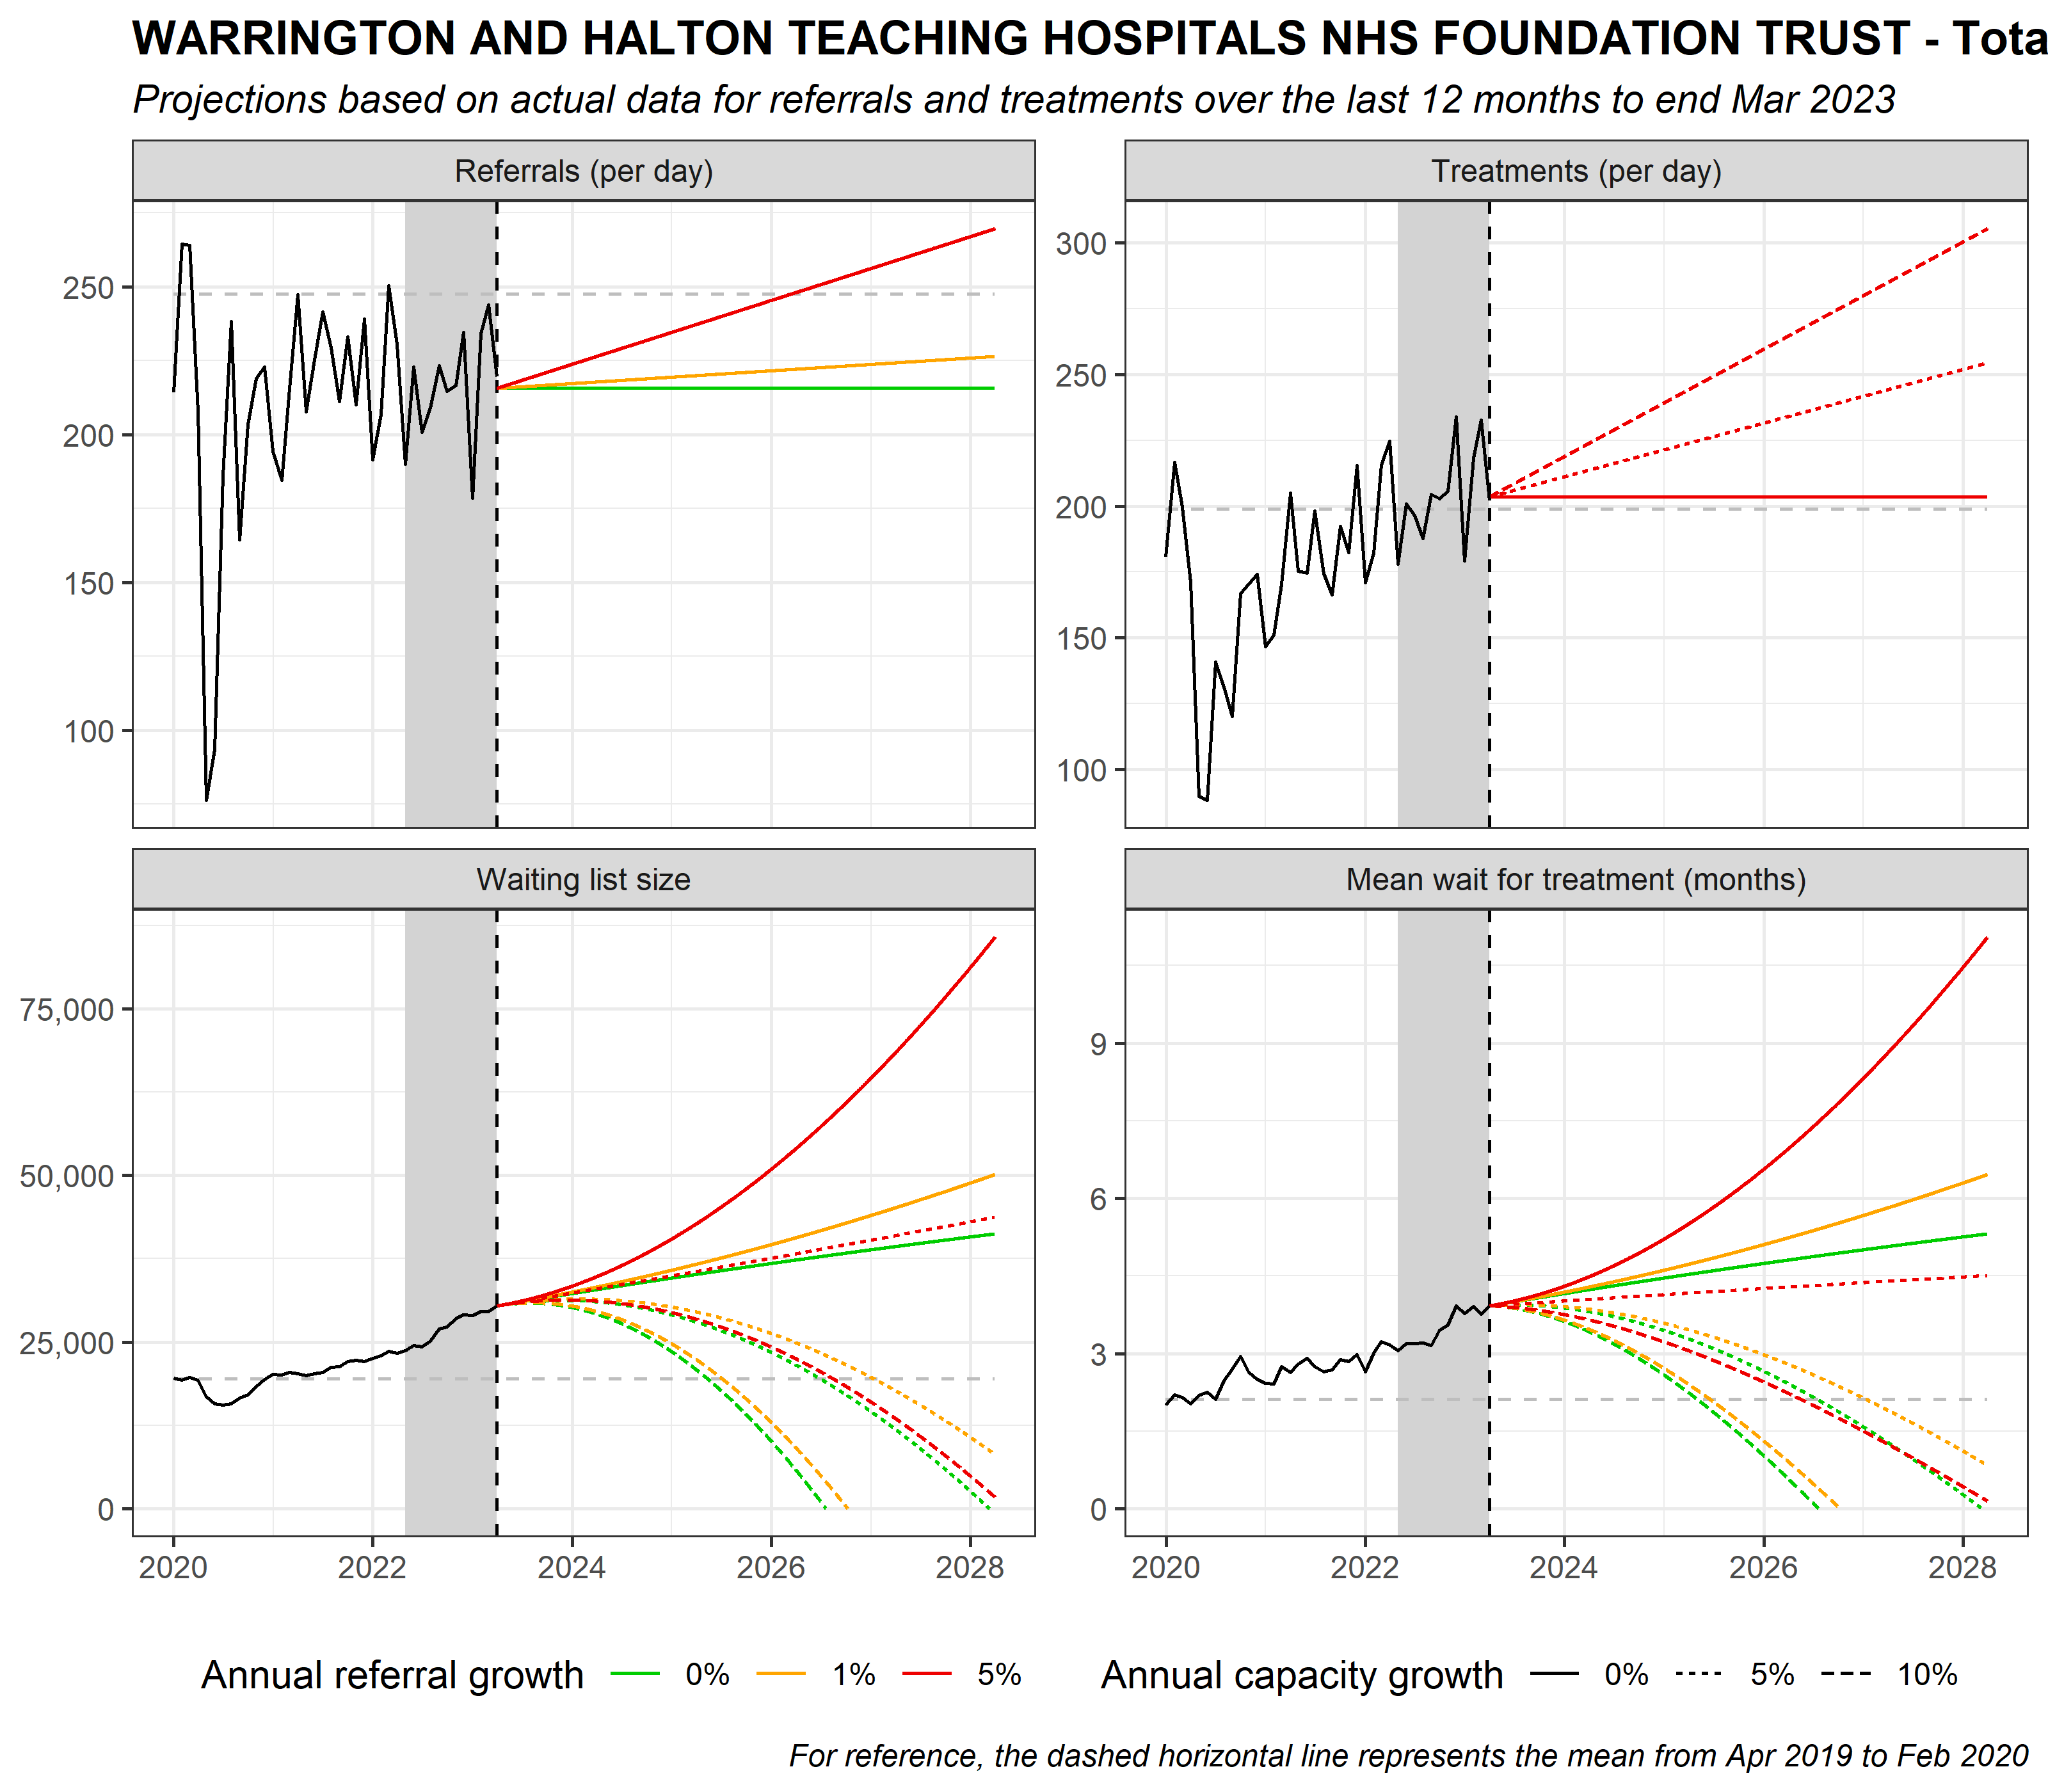 WARRINGTON AND HALTON TEACHING HOSPITALS NHS FOUNDATION TRUST - Tota
Projections based on actual data for referrals and treatments over the last 12 months to end Mar 2023
Referrals (per day)
250
200
150
100
Treatments (per day)
300
250
200
150
100
Waiting list size
75,000
50,000
25,000
0
2020 2022 2024 2026 2028
Mean wait for treatment (months)
9
6
3
0
2020 2022 2024 2026 2028
Annual referral growth 0% 1% 5%
Annual capacity growth 0% 5% 10%
For reference, the dashed horizontal line represents the mean from Apr 2019 to Feb 2020